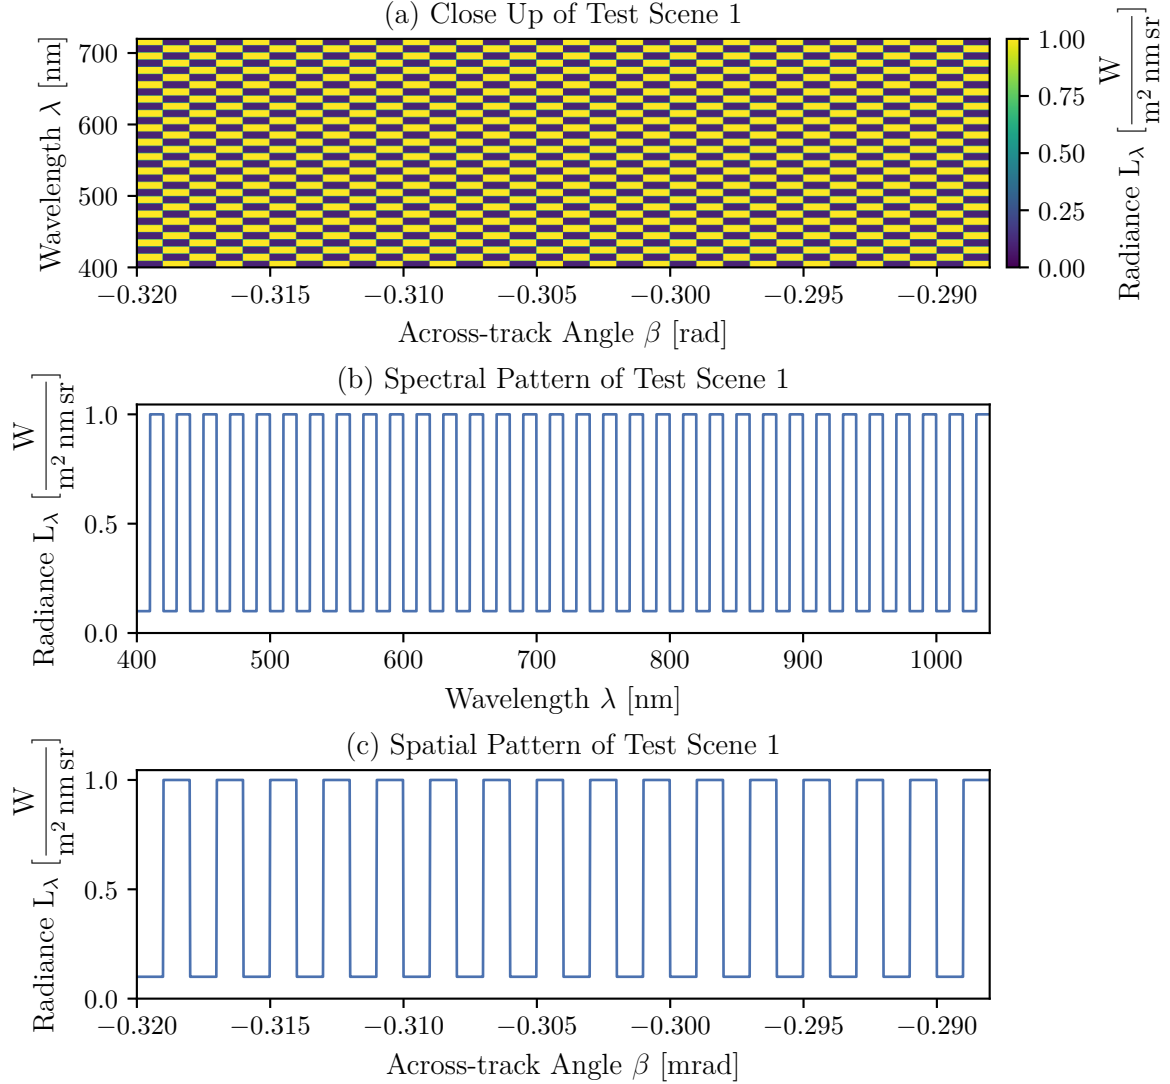 (a) Close Up of Test Scene 1
Wavelength λ [nm]
700
600
500
400
−0.320 −0.315 −0.310 −0.305 −0.300 −0.295 −0.290
Across-track Angle β [rad]
1.00
0.75
0.50
0.25
0.00
Radiance Lλ [W / m² nm sr]
(b) Spectral Pattern of Test Scene 1
Radiance Lλ [W / m² nm sr]
1.0
0.5
0.0
400 500 600 700 800 900 1000
Wavelength λ [nm]
(c) Spatial Pattern of Test Scene 1
Radiance Lλ [W / m² nm sr]
1.0
0.5
0.0
−0.320 −0.315 −0.310 −0.305 −0.300 −0.295 −0.290
Across-track Angle β [mrad]